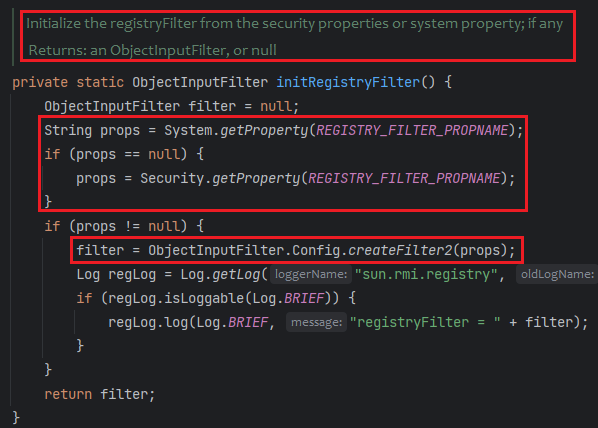 Initialize the registryFilter from the security properties or system property; if any
Returns: an ObjectInputFilter, or null
private static ObjectInputFilter initRegistryFilter() {
ObjectInputFilter filter = null;
String props = System.getProperty(REGISTRY_FILTER_PROPNAME);
if (props == null) {
props = Security.getProperty(REGISTRY_FILTER_PROPNAME);
}
if (props != null) {
filter = ObjectInputFilter.Config.createFilter2(props);
Log regLog = Log.getLog( loggerName: "sun.rmi.registry", oldLogName:
if (regLog.isLoggable(Log.BRIEF)) {
regLog.log(Log.BRIEF, message: "registryFilter = " + filter);
}
}
return filter;
}